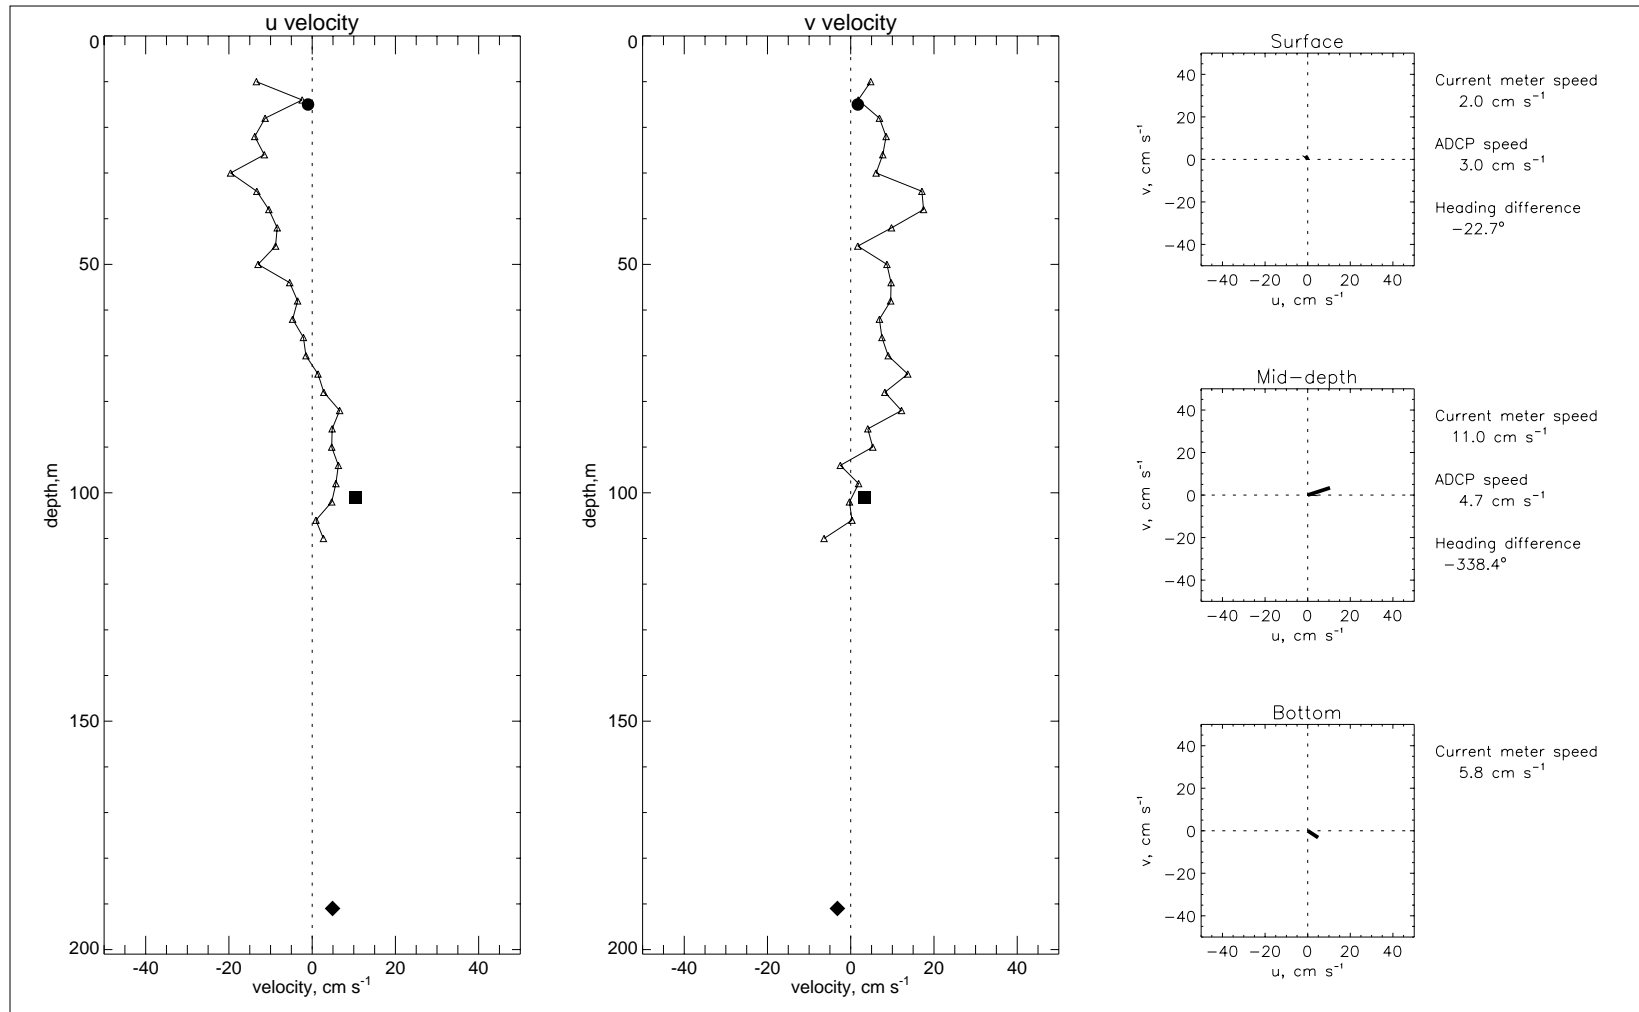 u velocity
0
50
100
150
200
depth,m
-40 -20 0 20 40
velocity, cm s⁻¹
v velocity
0
50
100
150
200
depth,m
-40 -20 0 20 40
velocity, cm s⁻¹
Surface
40
20
0
−20
−40
v, cm s⁻¹
−40 −20 0 20 40
u, cm s⁻¹
Current meter speed
2.0 cm s⁻¹
ADCP speed
3.0 cm s⁻¹
Heading difference
−22.7°
Mid−depth
40
20
0
−20
−40
v, cm s⁻¹
−40 −20 0 20 40
u, cm s⁻¹
Current meter speed
11.0 cm s⁻¹
ADCP speed
4.7 cm s⁻¹
Heading difference
−338.4°
Bottom
40
20
0
−20
−40
v, cm s⁻¹
−40 −20 0 20 40
u, cm s⁻¹
Current meter speed
5.8 cm s⁻¹